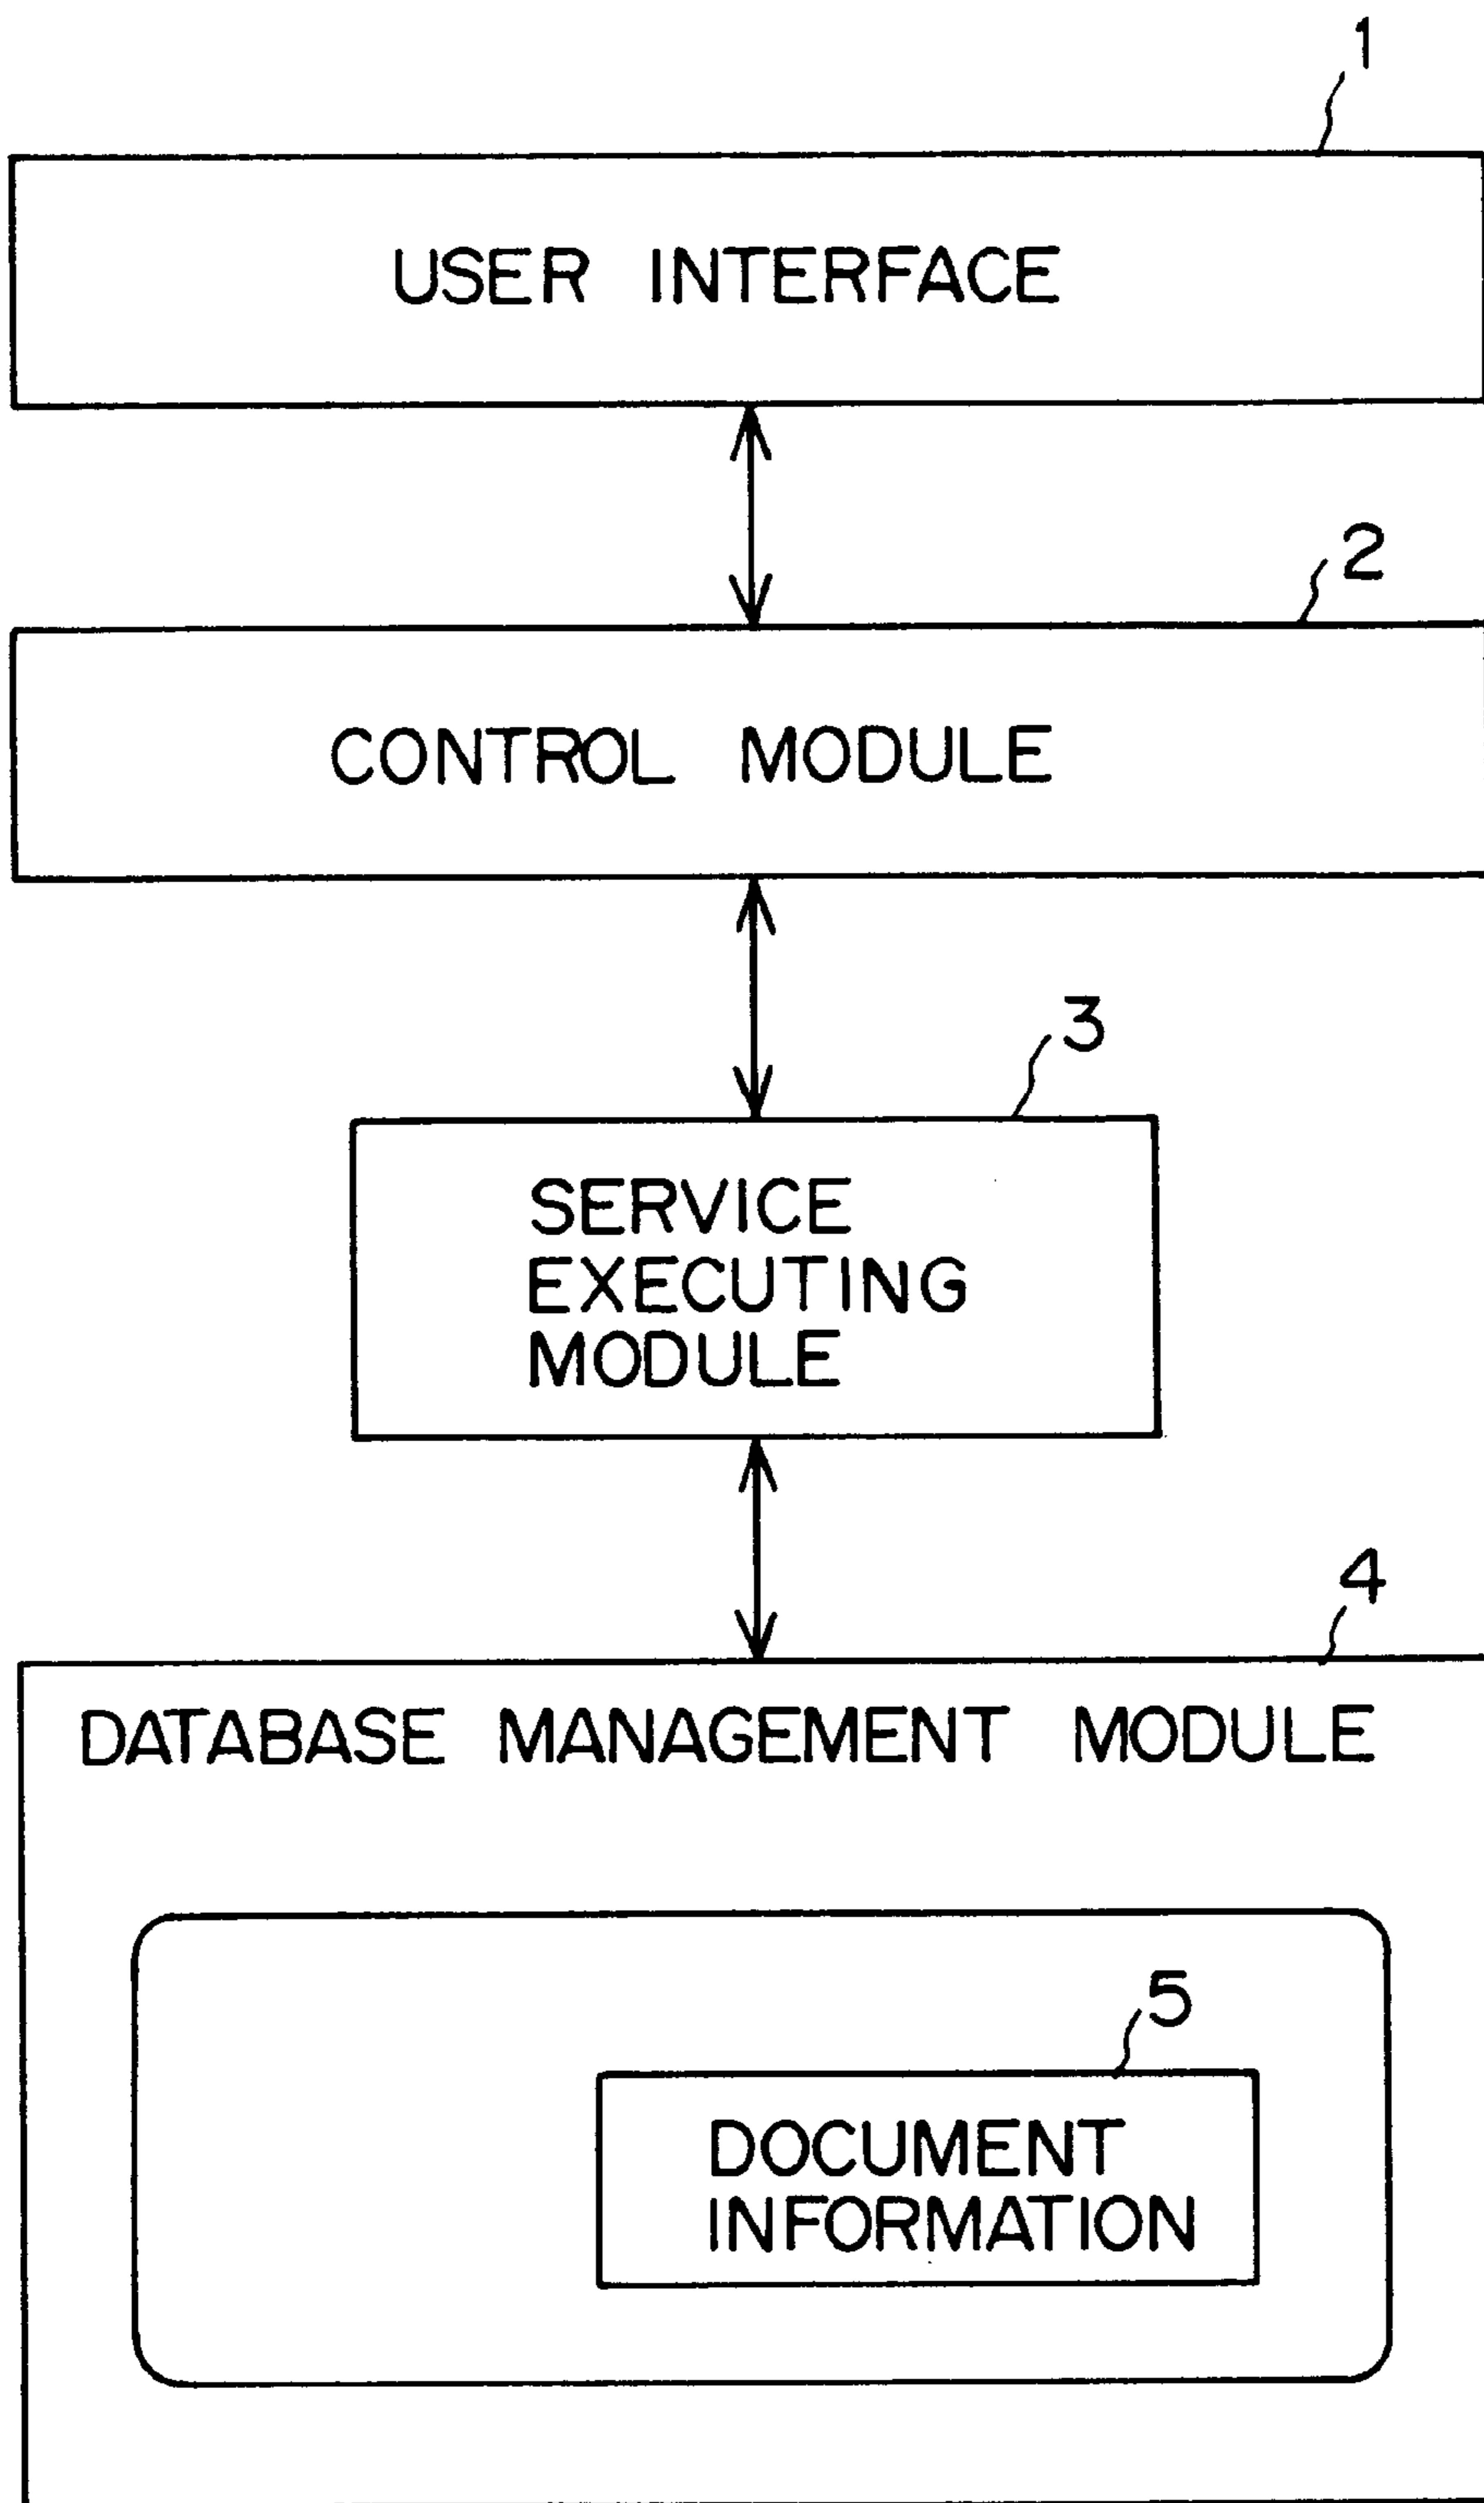 1
USER INTERFACE
2
CONTROL MODULE
3
SERVICE
EXECUTING
MODULE
4
DATABASE MANAGEMENT MODULE
5
DOCUMENT
INFORMATION